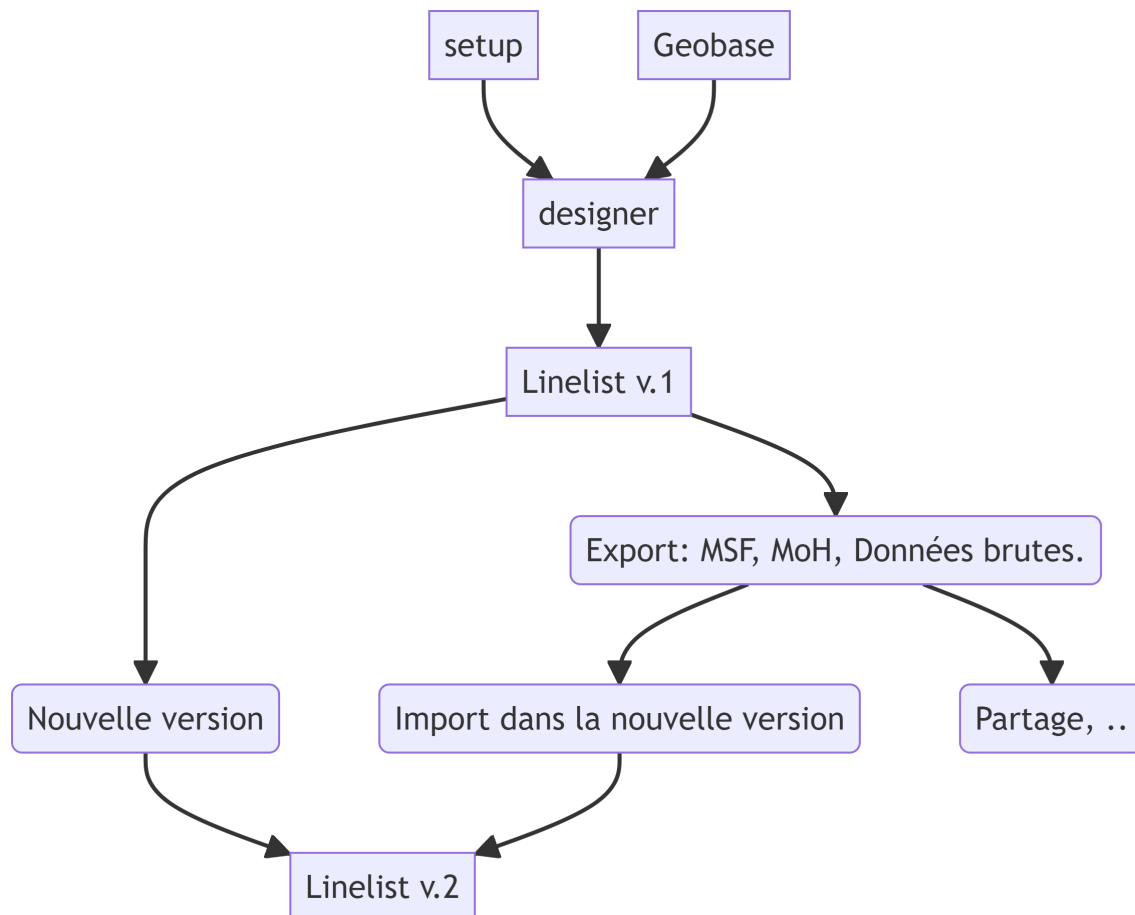 setup
Geobase
designer
Linelist v.1
Export: MSF, MoH, Données brutes.
Nouvelle version
Import dans la nouvelle version
Partage, ..
Linelist v.2